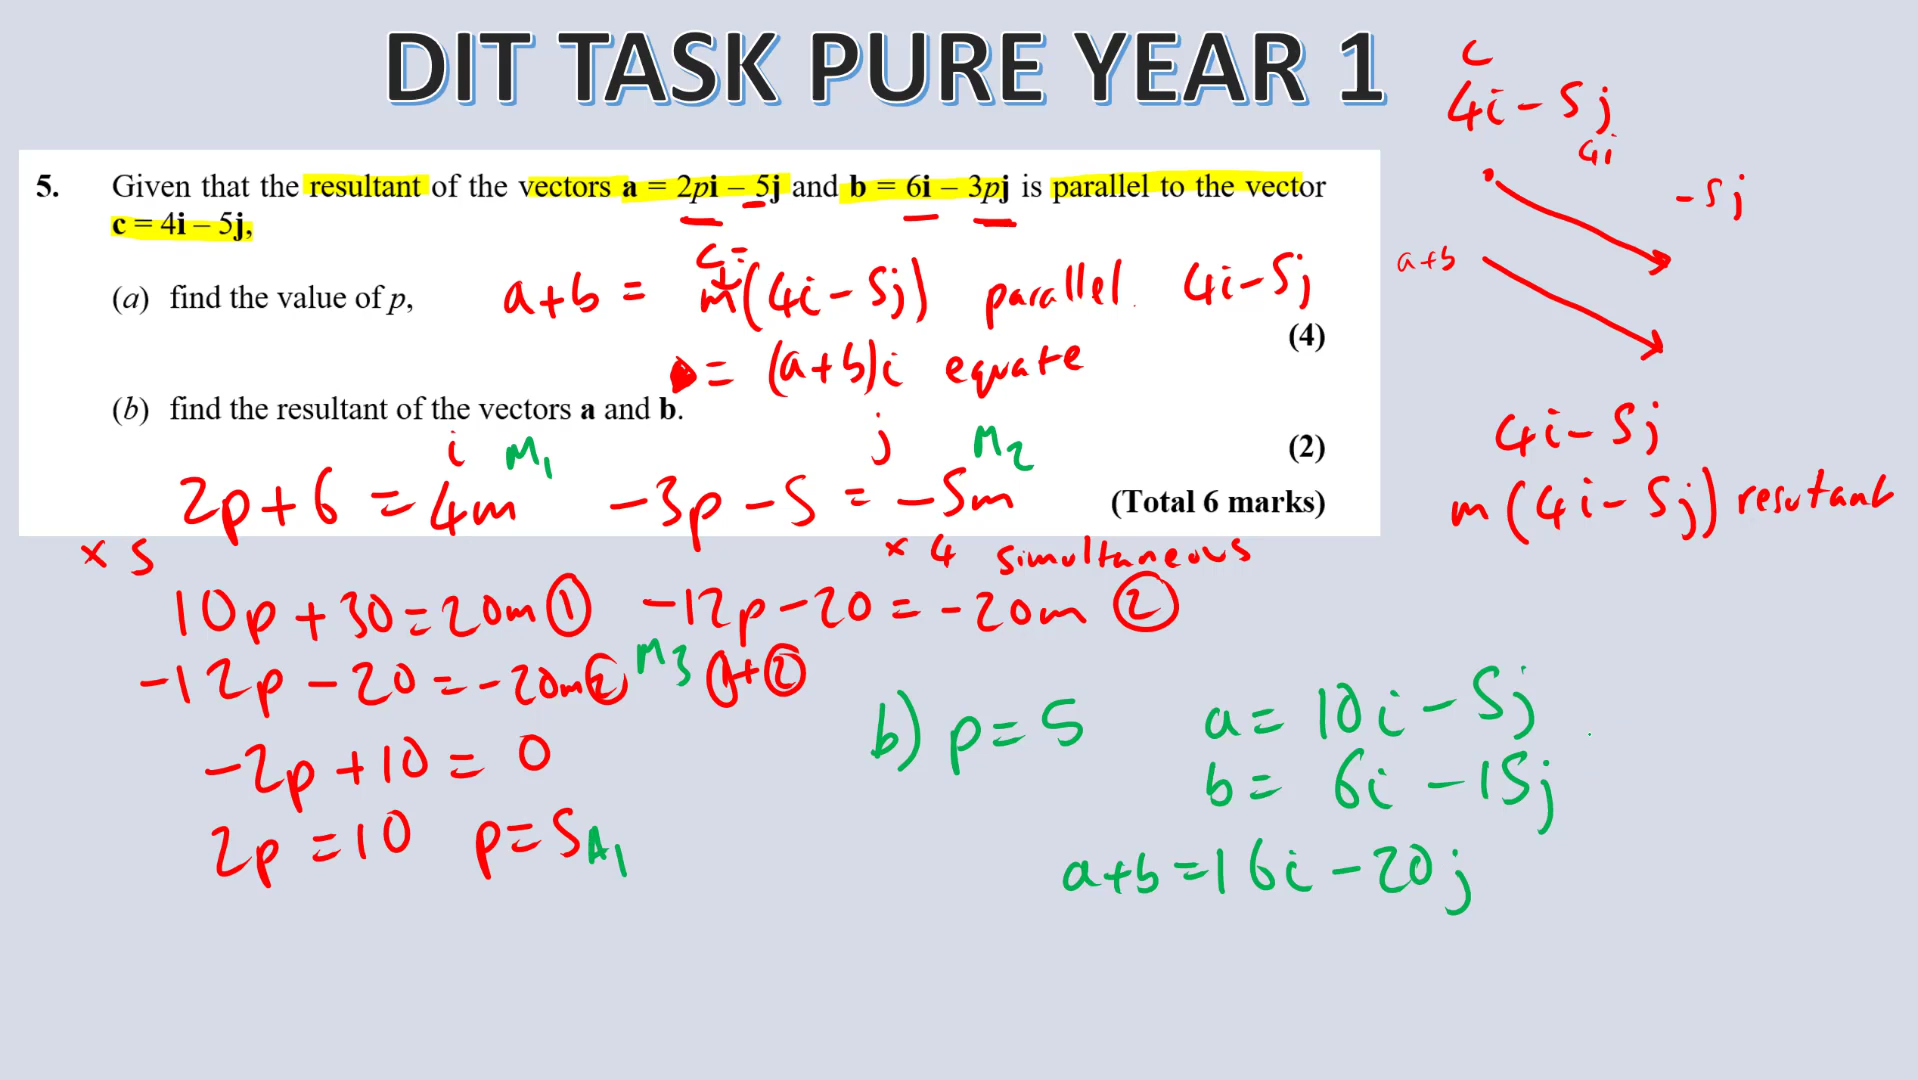 DIT TASK PURE YEAR 1
c
4i - 5j
4i
-5j
a+b
5. Given that the resultant of the vectors a = 2pi – 5j and b = 6i – 3pj is parallel to the vector
c = 4i – 5j,
c =
(a) find the value of p,
a+b = m(4i - 5j) parallel. 4i - 5j
(4)
= (a+b)i equate
(b) find the resultant of the vectors a and b.
(2)
i M1 j M2
2p+6 = 4m -3p - 5 = -5m
(Total 6 marks)
4i - 5j
m(4i - 5j) resutant
x 5 x 4 simultaneous
10p + 30 = 20m ① -12p - 20 = -20m ②
-12p - 20 = -20m ② M3 ① + ②
-2p + 10 = 0
2p = 10 p = 5 A1
b) p = 5 a = 10i - 5j
b = 6i - 15j
a+b = 16i - 20j